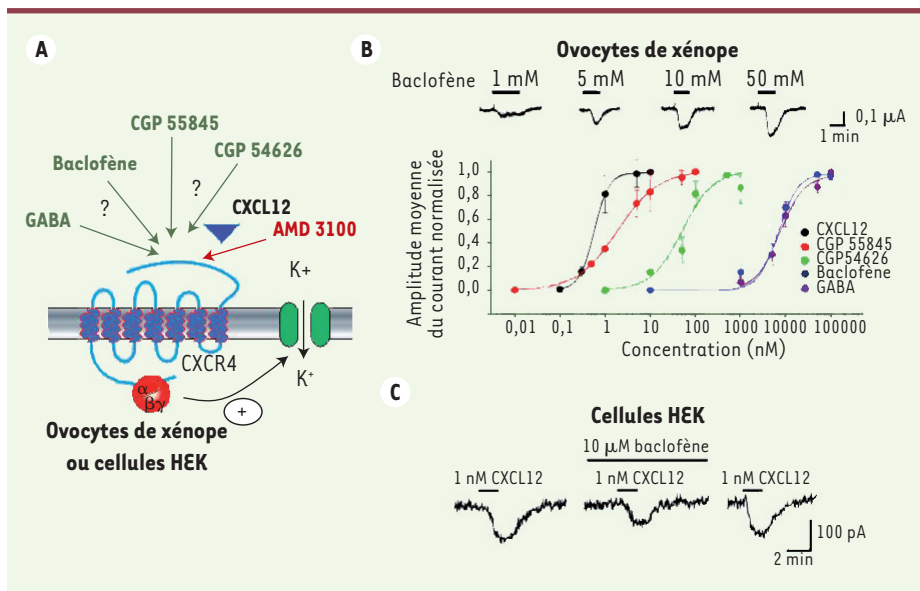 A
CGP 55845
Baclofène
CGP 54626
?
?
CXCL12
GABA
AMD 3100
K+
CXCR4
K+
α
βγ
+
Ovocytes de xénope
ou cellules HEK
B
Ovocytes de xénope
Baclofène
1 mM
5 mM
10 mM
50 mM
0,1 µA
1 min
Amplitude moyenne
du courant normalisée
1,0
0,8
0,6
0,4
0,2
0,0
CXCL12
CGP 55845
CGP54626
Baclofène
GABA
0,01 0,1 1 10 100 1000 10000 100000
Concentration (nM)
C
Cellules HEK
10 µM baclofène
1 nM CXCL12
1 nM CXCL12
1 nM CXCL12
100 pA
2 min